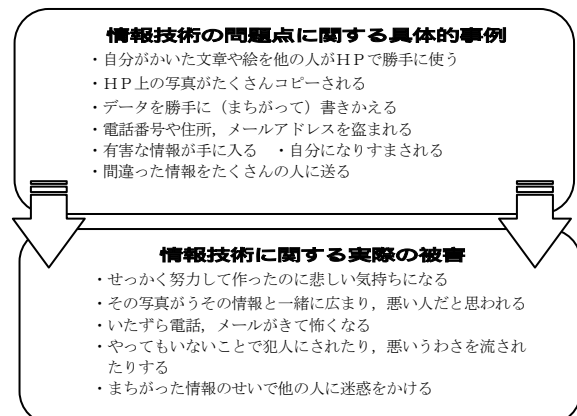 情報技術の問題点に関する具体的事例
・自分がかいた文章や絵を他の人がＨＰで勝手に使う
・ＨＰ上の写真がたくさんコピーされる
・データを勝手に（まちがって）書きかえる
・電話番号や住所，メールアドレスを盗まれる
・有害な情報が手に入る　・自分になりすまされる
・間違った情報をたくさんの人に送る
情報技術に関する実際の被害
・せっかく努力して作ったのに悲しい気持ちになる
・その写真がうその情報と一緒に広まり，悪い人だと思われる
・いたずら電話，メールがきて怖くなる
・やってもいないことで犯人にされたり，悪いうわさを流され
たりする
・まちがった情報のせいで他の人に迷惑をかける